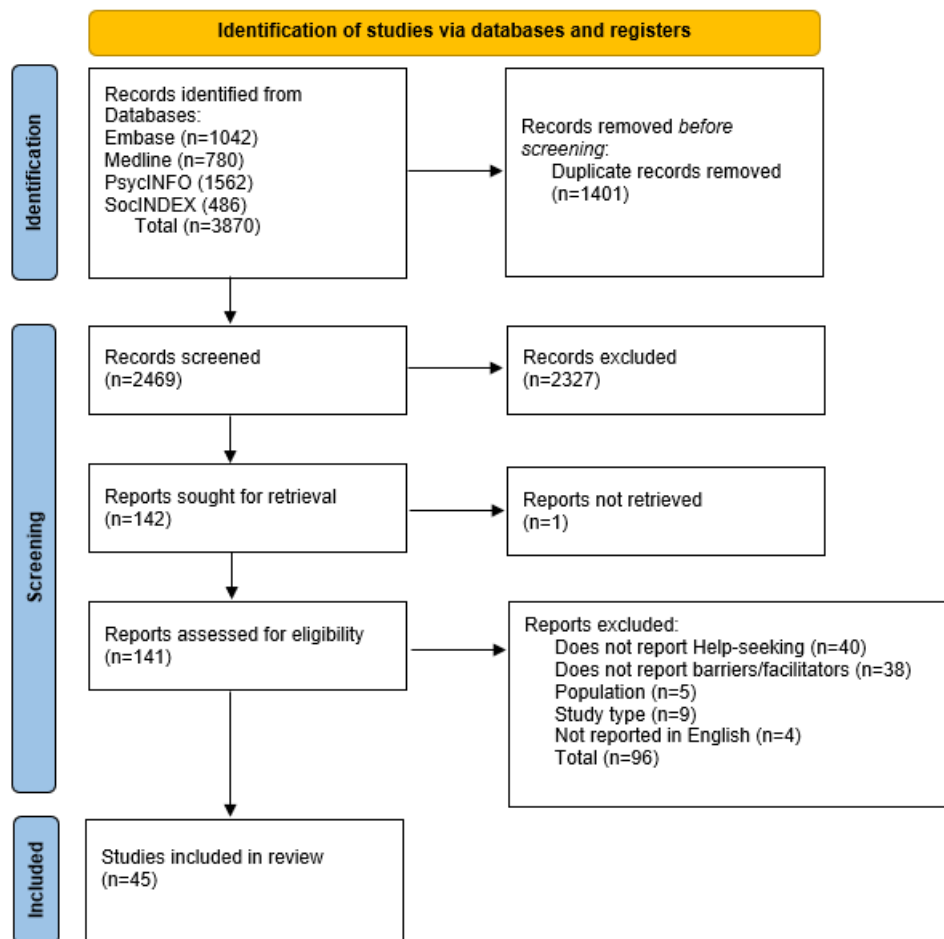 Identification of studies via databases and registers
Identification
Records identified from
Databases:
Embase (n=1042)
Medline (n=780)
PsycINFO (1562)
SocINDEX (486)
Total (n=3870)
Records removed before
screening:
Duplicate records removed
(n=1401)
Screening
Records screened
(n=2469)
Records excluded
(n=2327)
Reports sought for retrieval
(n=142)
Reports not retrieved
(n=1)
Reports assessed for eligibility
(n=141)
Reports excluded:
Does not report Help-seeking (n=40)
Does not report barriers/facilitators (n=38)
Population (n=5)
Study type (n=9)
Not reported in English (n=4)
Total (n=96)
Included
Studies included in review
(n=45)